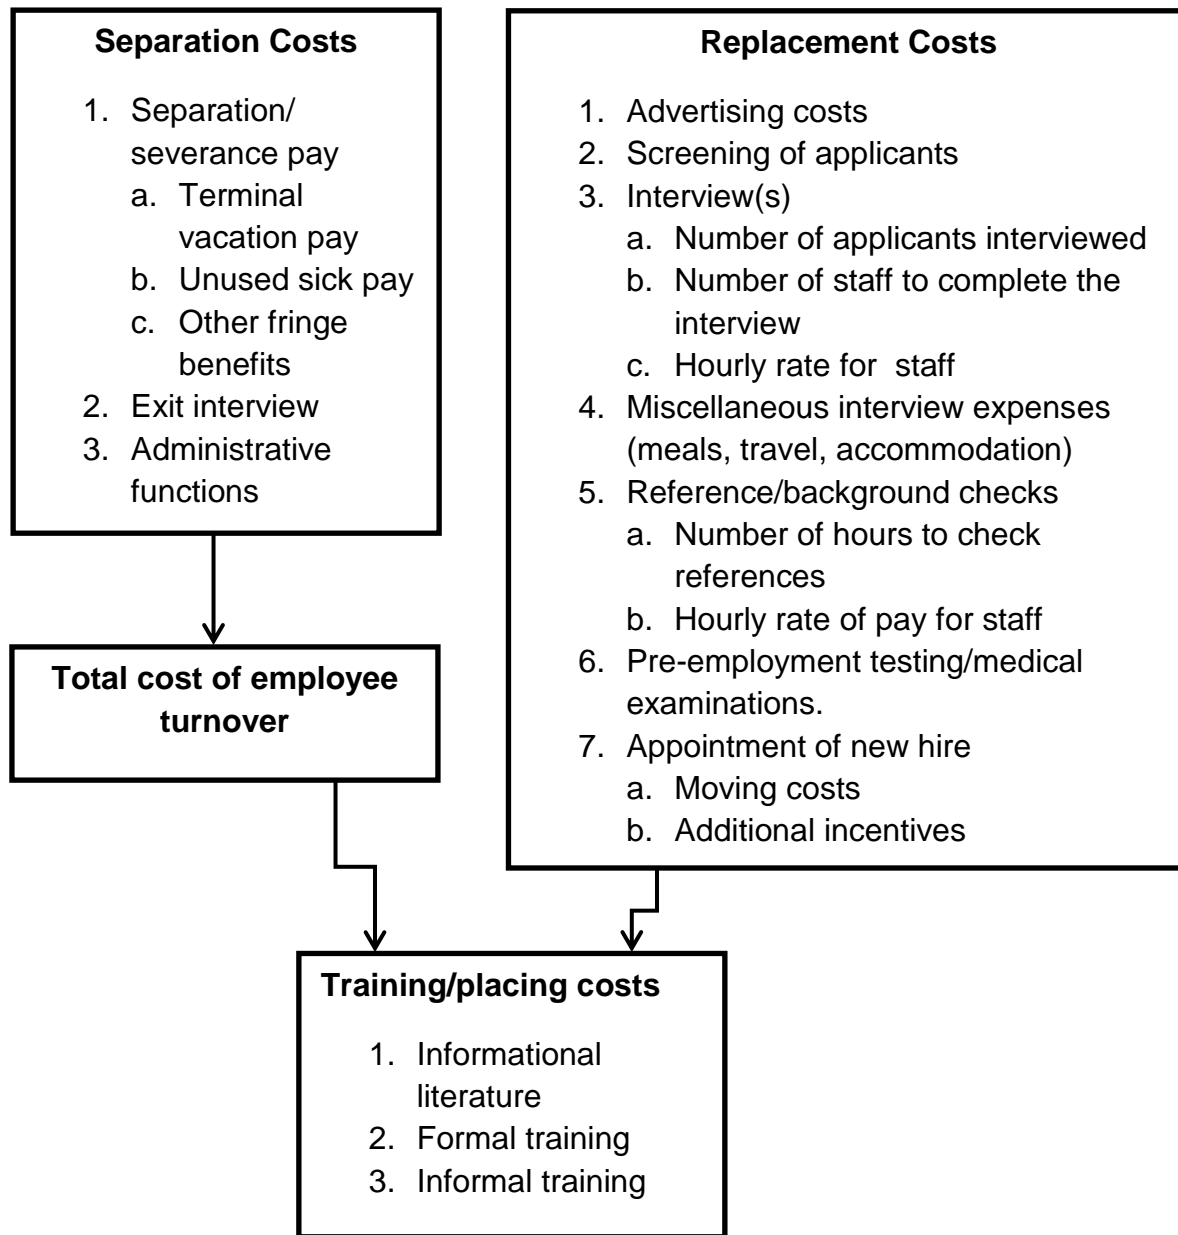 Separation Costs
1. Separation/
severance pay
a. Terminal
vacation pay
b. Unused sick pay
c. Other fringe
benefits
2. Exit interview
3. Administrative
functions
Replacement Costs
1. Advertising costs
2. Screening of applicants
3. Interview(s)
a. Number of applicants interviewed
b. Number of staff to complete the
interview
c. Hourly rate for staff
4. Miscellaneous interview expenses
(meals, travel, accommodation)
5. Reference/background checks
a. Number of hours to check
references
b. Hourly rate of pay for staff
6. Pre-employment testing/medical
examinations.
7. Appointment of new hire
a. Moving costs
b. Additional incentives
Total cost of employee
turnover
Training/placing costs
1. Informational
literature
2. Formal training
3. Informal training